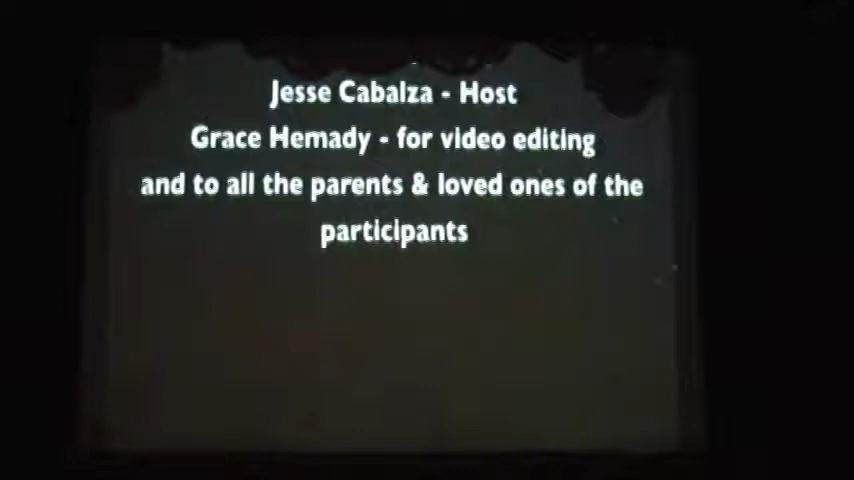 Jesse Cabalza - Host
Grace Hemady - for video editing
and to all the parents & loved ones of the
participants